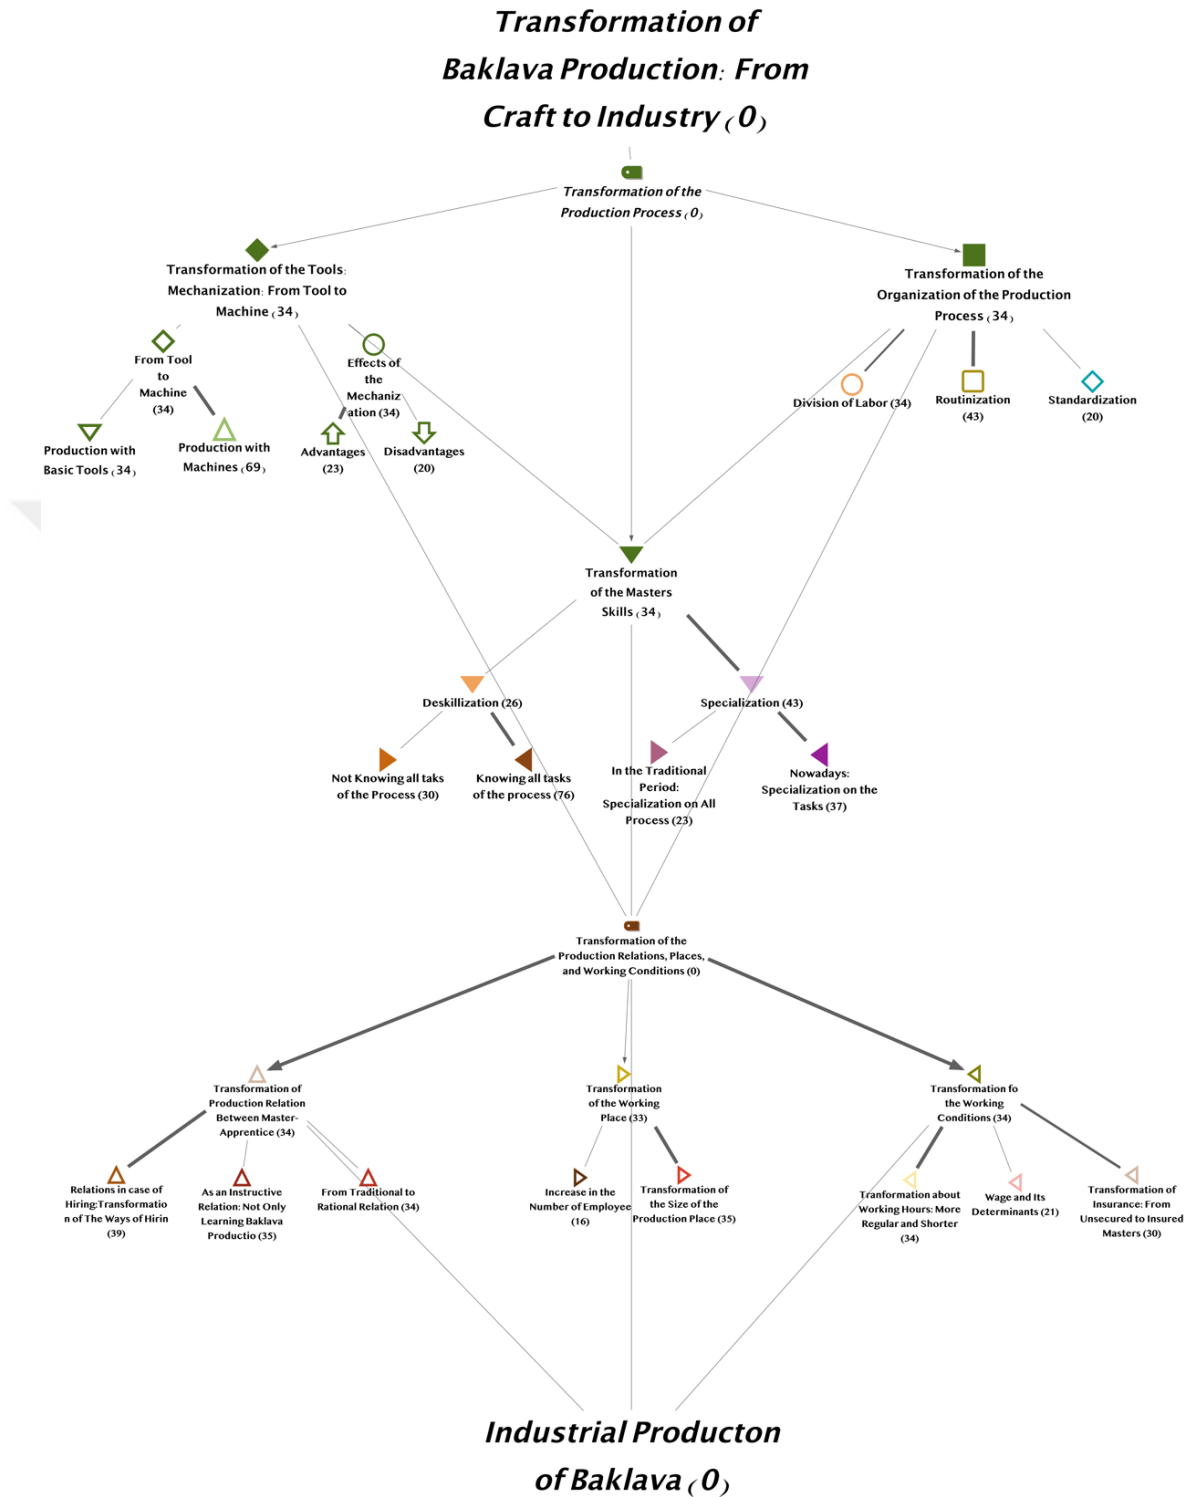 Transformation of
Baklava Production: From
Craft to Industry (0)
Transformation of the
Production Process (0)
Transformation of the Tools:
Mechanization: From Tool to
Machine (34)
Transformation of the
Organization of the Production
Process (34)
From Tool
to
Machine
(34)
Effects of
the
Mechaniz
ation (34)
Division of Labor (34)
Routinization
(43)
Standardization
(20)
Production with
Basic Tools (34)
Production with
Machines (69)
Advantages
(23)
Disadvantages
(20)
Transformation
of the Masters
Skills (34)
Deskillization (26)
Specialization (43)
Not Knowing all taks
of the Process (30)
Knowing all tasks
of the process (76)
In the Traditional
Period:
Specialization on All
Process (23)
Nowadays:
Specialization on the
Tasks (37)
Transformation of the
Production Relations, Places,
and Working Conditions (0)
Transformation of
Production Relation
Between Master-
Apprentice (34)
Transformation
of the Working
Place (33)
Transformation fo
the Working
Conditions (34)
Relations in case of
Hiring:Transformatio
n of The Ways of Hirin
(39)
As an Instructive
Relation: Not Only
Learning Baklava
Productio (35)
From Traditional to
Rational Relation (34)
Increase in the
Number of Employee
(16)
Transformation of
the Size of the
Production Place (35)
Tranformation about
Working Hours: More
Regular and Shorter
(34)
Wage and Its
Determinants (21)
Transformation of
Insurance: From
Unsecured to Insured
Masters (30)
Industrial Producton
of Baklava (0)